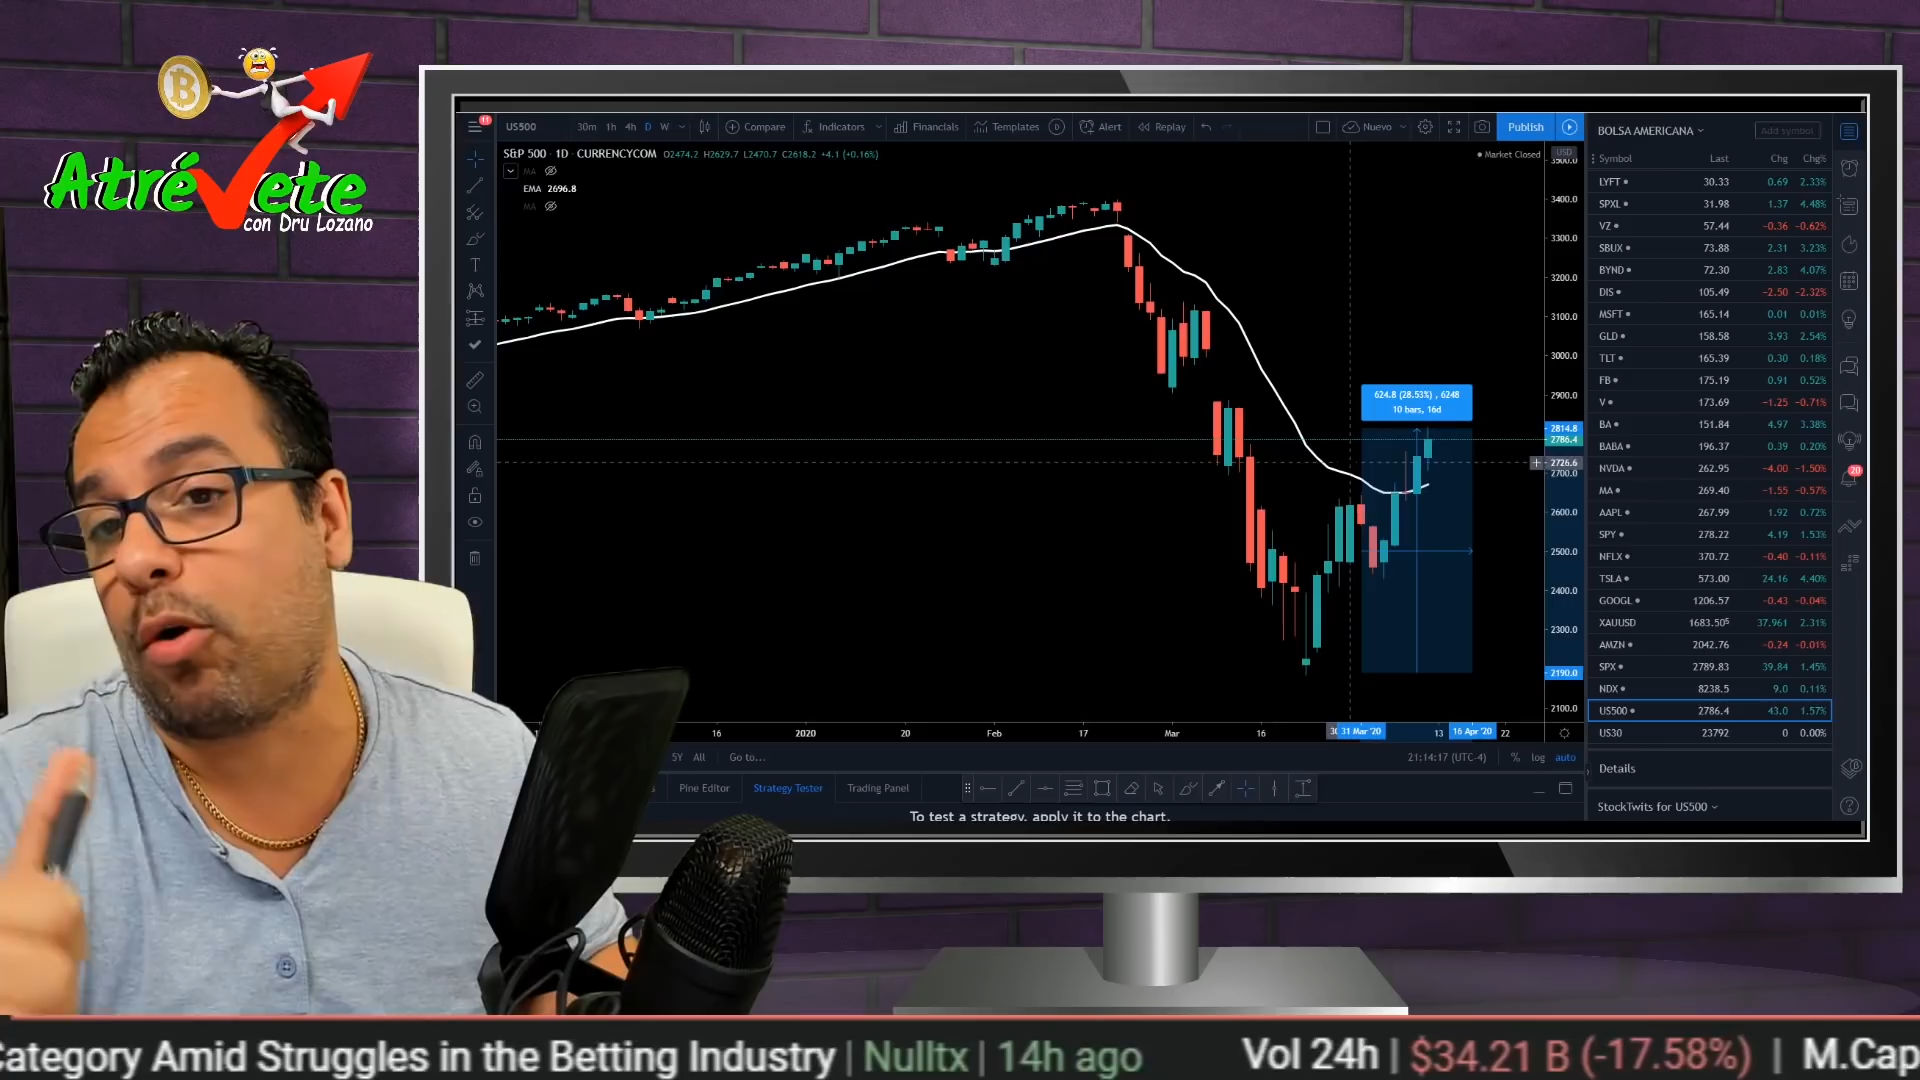 Atrévete
con Dru Lozano
11
US500
30m 1h 4h D W
Compare
Indicators
Financials
Templates
D
Alert
Replay
Nuevo
Publish
S&P 500 · 1D · CURRENCYCOM O2474.2 H2629.7 L2470.7 C2618.2 +4.1 (+0.16%)
Market Closed
USD
MA
EMA 2696.8
MA
3500.0
3400.0
3300.0
3200.0
3100.0
3000.0
2900.0
2814.8
2786.4
2726.6
2700.0
2600.0
2500.0
2400.0
2300.0
2190.0
2100.0
624.8 (28.53%) , 6248
10 bars, 16d
16 2020 20 Feb 17 Mar 16 30 31 Mar '20 13 16 Apr '20 22
5Y All Go to...
21:14:17 (UTC-4) % log auto
Pine Editor Strategy Tester Trading Panel
To test a strategy, apply it to the chart.
BOLSA AMERICANA
Add symbol
Symbol Last Chg Chg%
LYFT 30.33 0.69 2.33%
SPXL 31.98 1.37 4.48%
VZ 57.44 −0.36 −0.62%
SBUX 73.88 2.31 3.23%
BYND 72.30 2.83 4.07%
DIS 105.49 −2.50 −2.32%
MSFT 165.14 0.01 0.01%
GLD 158.58 3.93 2.54%
TLT 165.39 0.30 0.18%
FB 175.19 0.91 0.52%
V 173.69 −1.25 −0.71%
BA 151.84 4.97 3.38%
BABA 196.37 0.39 0.20%
NVDA 262.95 −4.00 −1.50%
MA 269.40 −1.55 −0.57%
AAPL 267.99 1.92 0.72%
SPY 278.22 4.19 1.53%
NFLX 370.72 −0.40 −0.11%
TSLA 573.00 24.16 4.40%
GOOGL 1206.57 −0.43 −0.04%
XAUUSD 1683.50⁵ 37.961 2.31%
AMZN 2042.76 −0.24 −0.01%
SPX 2789.83 39.84 1.45%
NDX 8238.5 9.0 0.11%
US500 2786.4 43.0 1.57%
US30 23792 0 0.00%
Details
StockTwits for US500
20
Category Amid Struggles in the Betting Industry | Nulltx | 14h ago Vol 24h | $34.21 B (-17.58%) | M.Cap